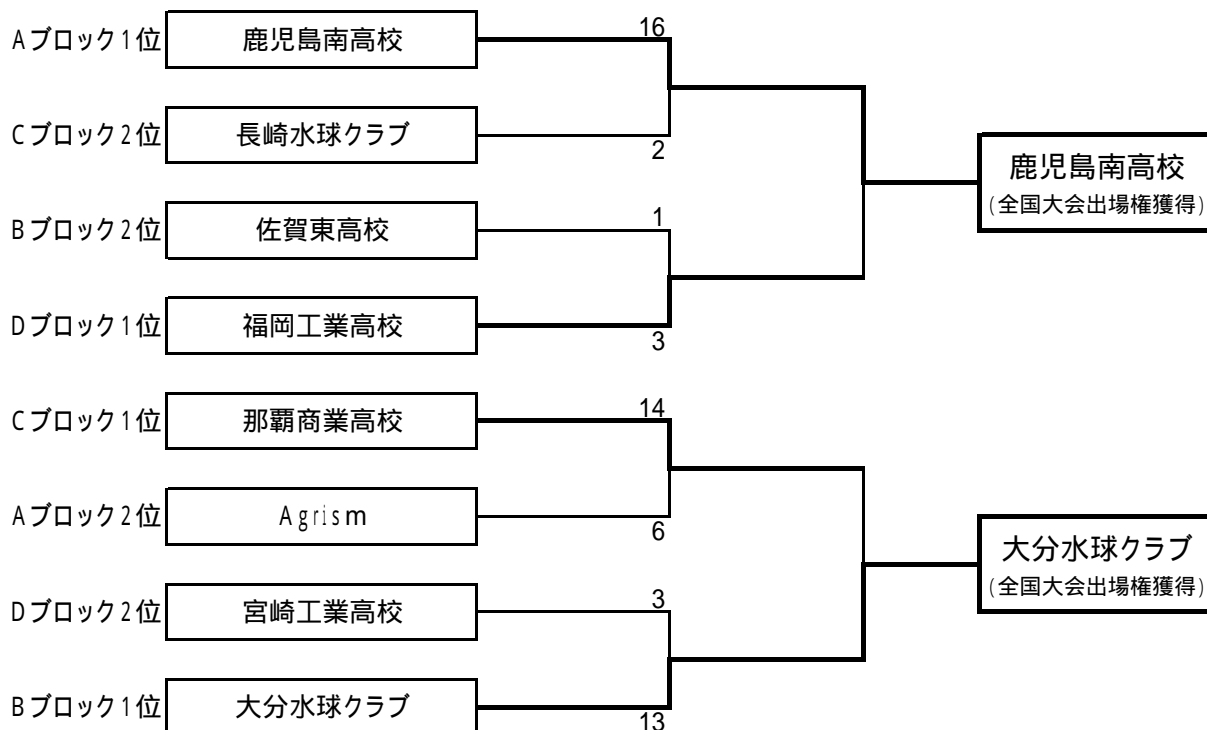 Aブロック1位 鹿児島南高校 16
Cブロック2位 長崎水球クラブ 2
鹿児島南高校
(全国大会出場権獲得)
Bブロック2位 佐賀東高校 1
Dブロック1位 福岡工業高校 3
Cブロック1位 那覇商業高校 14
Aブロック2位 Agrism 6
大分水球クラブ
(全国大会出場権獲得)
Dブロック2位 宮崎工業高校 3
Bブロック1位 大分水球クラブ 13